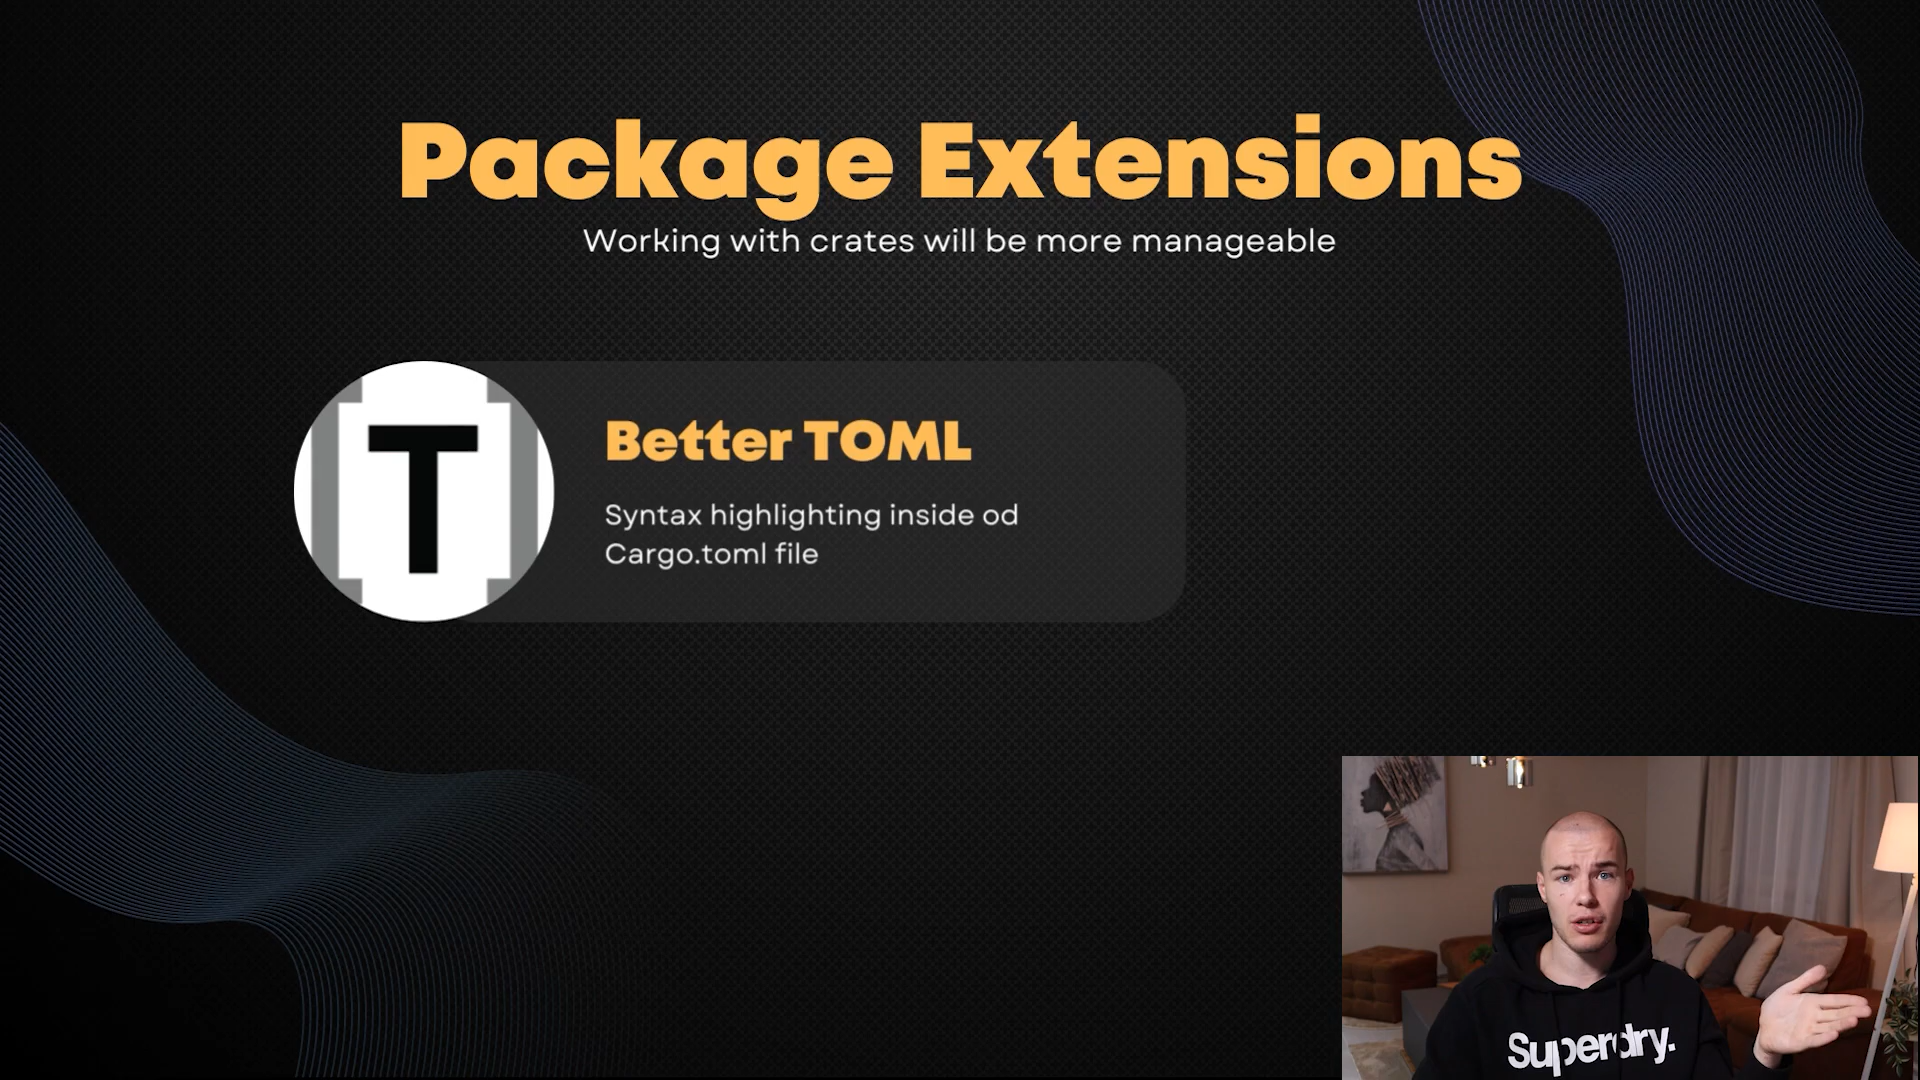 Package Extensions
Working with crates will be more manageable
T
Better TOML
Syntax highlighting inside od
Cargo.toml file
Superdry.